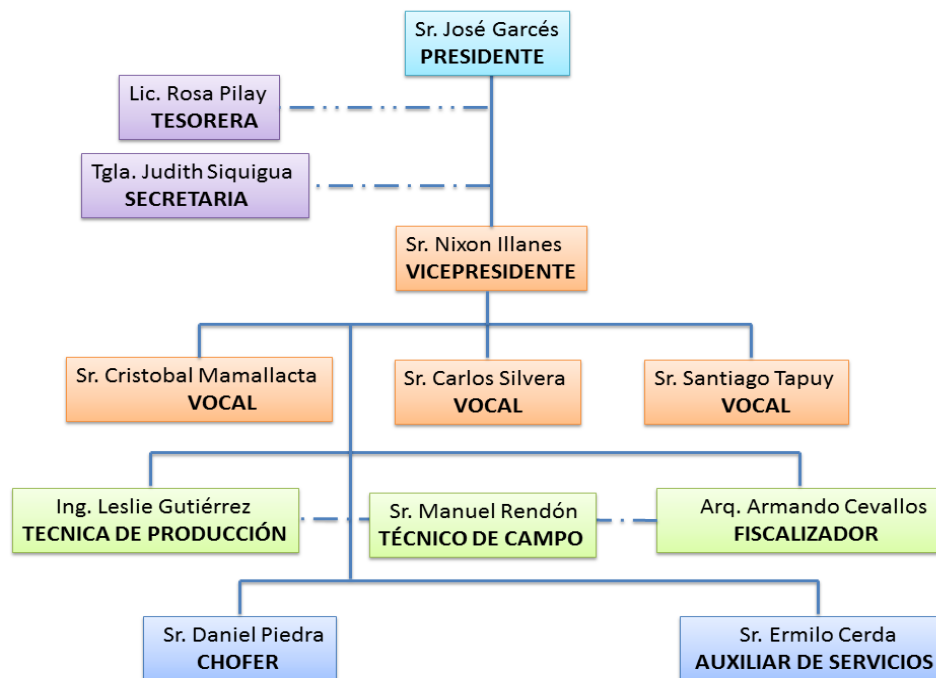 Sr. José Garcés
PRESIDENTE
Lic. Rosa Pilay
TESORERA
Tgla. Judith Siquigua
SECRETARIA
Sr. Nixon Illanes
VICEPRESIDENTE
Sr. Cristobal Mamallacta
VOCAL
Sr. Carlos Silvera
VOCAL
Sr. Santiago Tapuy
VOCAL
Ing. Leslie Gutiérrez
TECNICA DE PRODUCCIÓN
Sr. Manuel Rendón
TÉCNICO DE CAMPO
Arq. Armando Cevallos
FISCALIZADOR
Sr. Daniel Piedra
CHOFER
Sr. Ermilo Cerda
AUXILIAR DE SERVICIOS